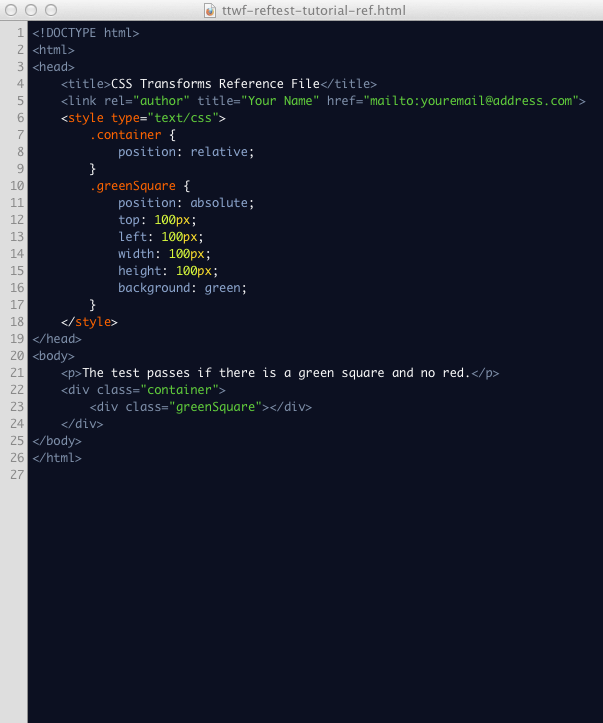 ttwf-reftest-tutorial-ref.html
1 <!DOCTYPE html>
2 <html>
3 <head>
4     <title>CSS Transforms Reference File</title>
5     <link rel="author" title="Your Name" href="mailto:youremail@address.com">
6     <style type="text/css">
7         .container {
8             position: relative;
9         }
10         .greenSquare {
11             position: absolute;
12             top: 100px;
13             left: 100px;
14             width: 100px;
15             height: 100px;
16             background: green;
17         }
18     </style>
19 </head>
20 <body>
21     <p>The test passes if there is a green square and no red.</p>
22     <div class="container">
23         <div class="greenSquare"></div>
24     </div>
25 </body>
26 </html>
27